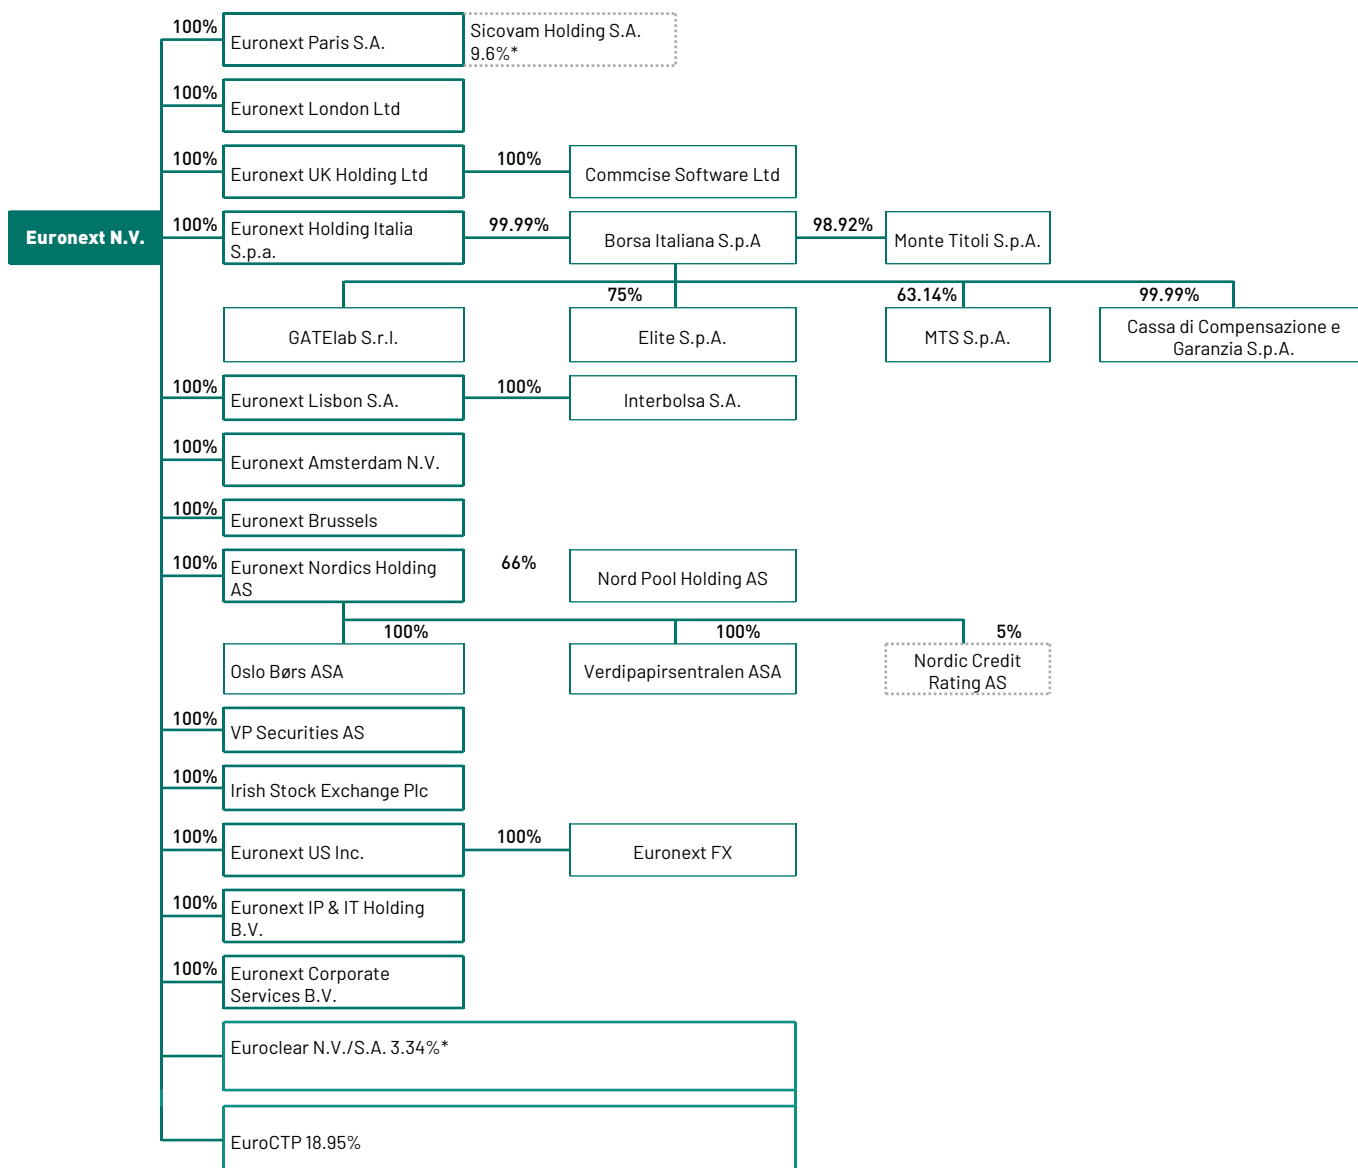 100%
Euronext Paris S.A.
Sicovam Holding S.A.
9.6%*
100%
Euronext London Ltd
100%
Euronext UK Holding Ltd
100%
Commcise Software Ltd
Euronext N.V.
100%
Euronext Holding Italia
S.p.a.
99.99%
Borsa Italiana S.p.A
98.92%
Monte Titoli S.p.A.
75%
63.14%
99.99%
GATElab S.r.l.
Elite S.p.A.
MTS S.p.A.
Cassa di Compensazione e
Garanzia S.p.A.
100%
Euronext Lisbon S.A.
100%
Interbolsa S.A.
100%
Euronext Amsterdam N.V.
100%
Euronext Brussels
100%
Euronext Nordics Holding
AS
66%
Nord Pool Holding AS
100%
100%
5%
Oslo Børs ASA
Verdipapirsentralen ASA
Nordic Credit
Rating AS
100%
VP Securities AS
100%
Irish Stock Exchange Plc
100%
Euronext US Inc.
100%
Euronext FX
100%
Euronext IP & IT Holding
B.V.
100%
Euronext Corporate
Services B.V.
Euroclear N.V./S.A. 3.34%*
EuroCTP 18.95%